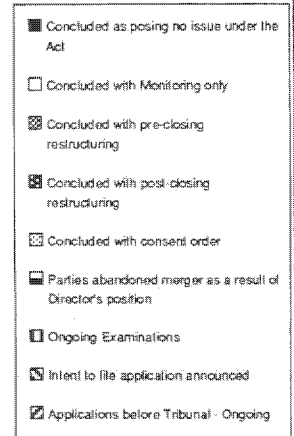 Concluded as posing no issue under the
Act
Concluded with Monitoring only
Concluded with pre-closing
restructuring
Concluded with post-closing
restructuring
Concluded with consent order
Parties abandoned merger as a result of
Director's position
Ongoing Examinations
Intent to file application announced
Applications before Tribunal - Ongoing